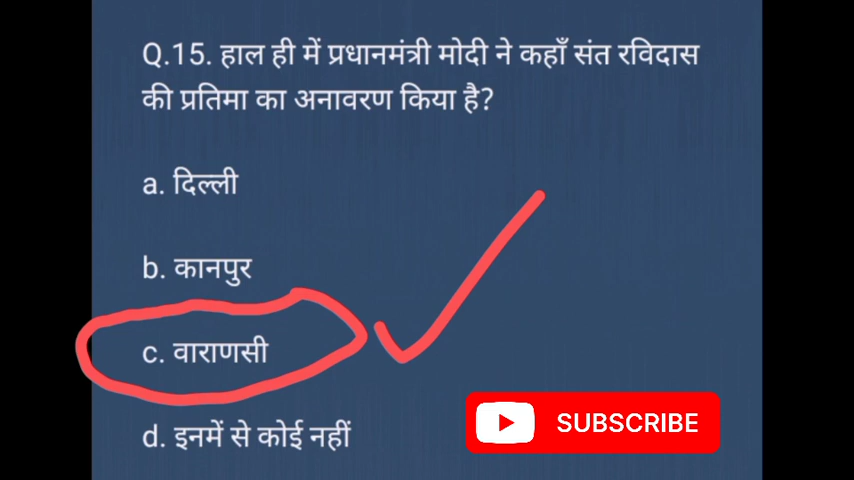 Q.15. हाल ही में प्रधानमंत्री मोदी ने कहाँ संत रविदास
की प्रतिमा का अनावरण किया है?
a. दिल्ली
b. कानपुर
c. वाराणसी
d. इनमें से कोई नहीं
SUBSCRIBE